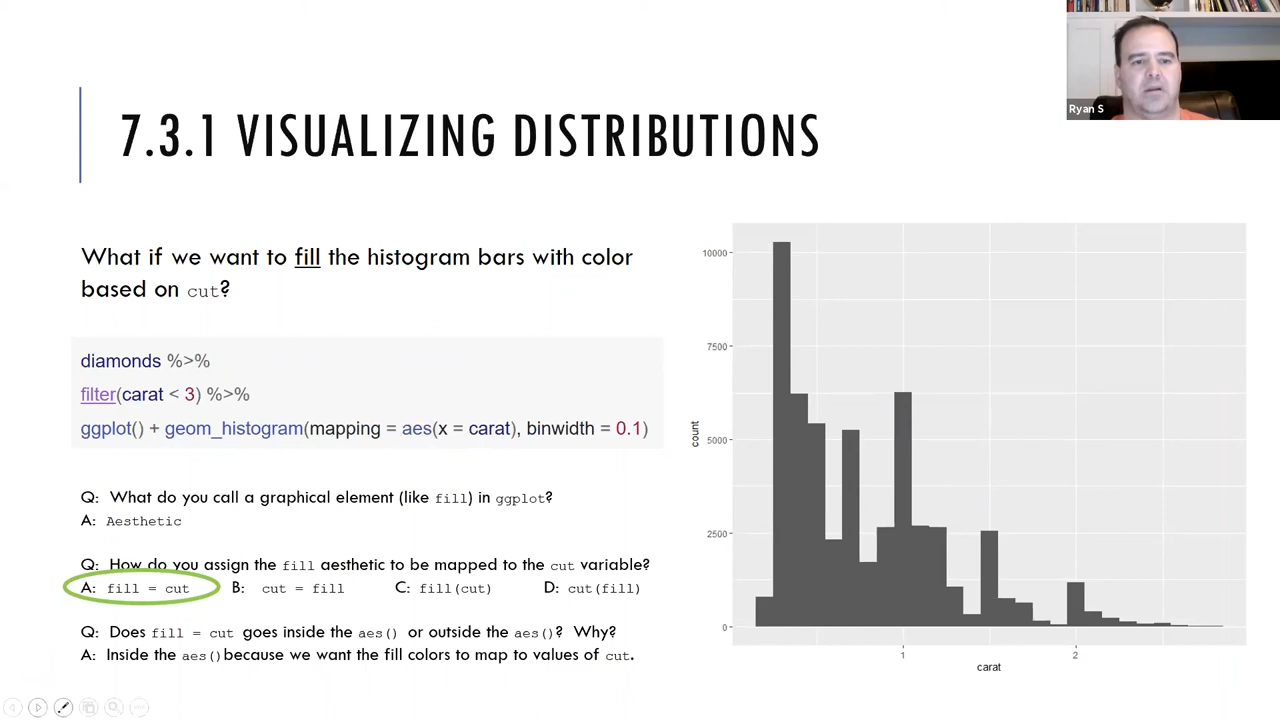 Ryan S
7.3.1 VISUALIZING DISTRIBUTIONS
What if we want to fill the histogram bars with color
based on cut?
diamonds %>%
filter(carat < 3) %>%
ggplot() + geom_histogram(mapping = aes(x = carat), binwidth = 0.1)
Q: What do you call a graphical element (like fill) in ggplot?
A: Aesthetic
Q: How do you assign the fill aesthetic to be mapped to the cut variable?
A: fill = cut B: cut = fill C: fill(cut) D: cut(fill)
Q: Does fill = cut goes inside the aes() or outside the aes()? Why?
A: Inside the aes()because we want the fill colors to map to values of cut.
10000
7500
5000
2500
0
count
1 2
carat